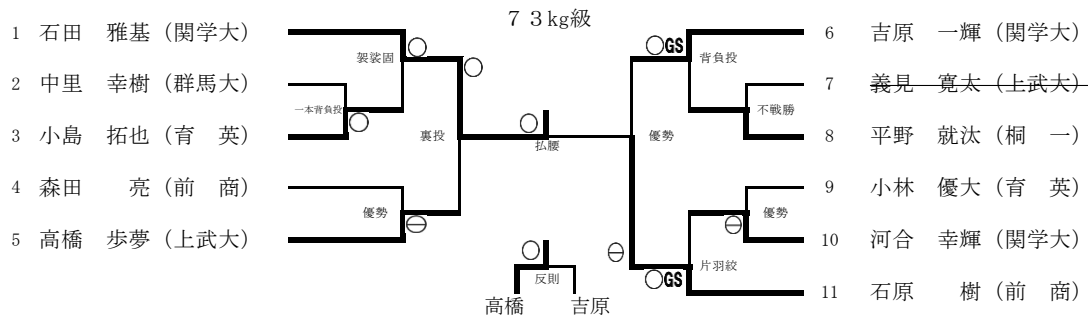 ７３kg級
1 石田 雅基（関学大）
2 中里 幸樹（群馬大）
3 小島 拓也（育 英）
4 森田 亮（前 商）
5 高橋 歩夢（上武大）
袈裟固
一本背負投
裏投
優勢
払腰
反則
高橋 吉原
GS
背負投
不戦勝
優勢
優勢
片羽絞
GS
6 吉原 一輝（関学大）
7 義見 寛太（上武大）
8 平野 就汰（桐 一）
9 小林 優大（育 英）
10 河合 幸輝（関学大）
11 石原 樹（前 商）